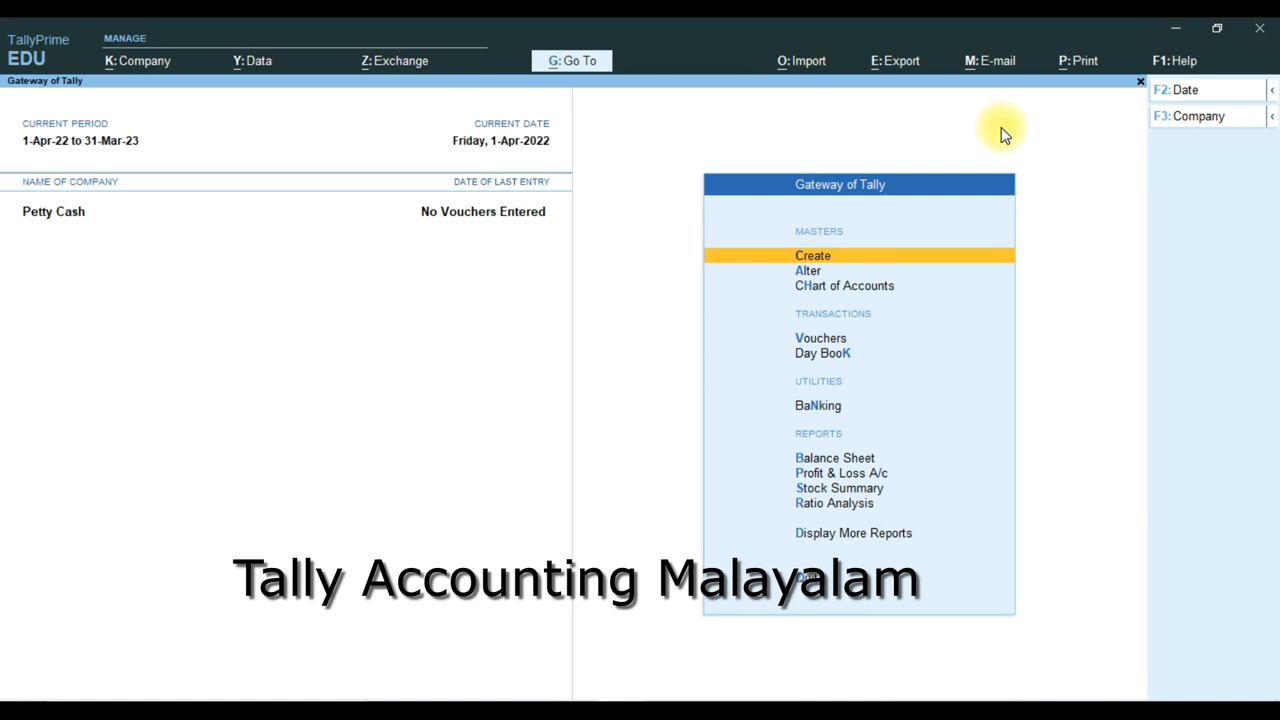 TallyPrime
EDU
MANAGE
K: Company
Y: Data
Z: Exchange
G: Go To
O: Import
E: Export
M: E-mail
P: Print
F1: Help
Gateway of Tally
F2: Date
F3: Company
CURRENT PERIOD
CURRENT DATE
1-Apr-22 to 31-Mar-23
Friday, 1-Apr-2022
NAME OF COMPANY
DATE OF LAST ENTRY
Petty Cash
No Vouchers Entered
Gateway of Tally
MASTERS
Create
Alter
CHart of Accounts
TRANSACTIONS
Vouchers
Day BooK
UTILITIES
BaNking
REPORTS
Balance Sheet
Profit & Loss A/c
Stock Summary
Ratio Analysis
Display More Reports
Tally Accounting Malayalam